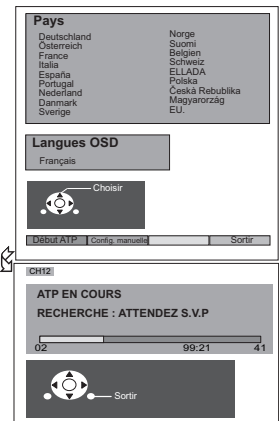 Pays
Deutschland
Österreich
France
Italia
España
Portugal
Nederland
Danmark
Sverige
Norge
Suomi
Belgien
Schweiz
ELLADA
Polska
Česká Rebublika
Magyarorzág
EU.
Langues OSD
Français
Choisir
Début ATP Config. manuelle Sortir
CH12
ATP EN COURS
RECHERCHE : ATTENDEZ S.V.P
02 99:21 41
Sortir